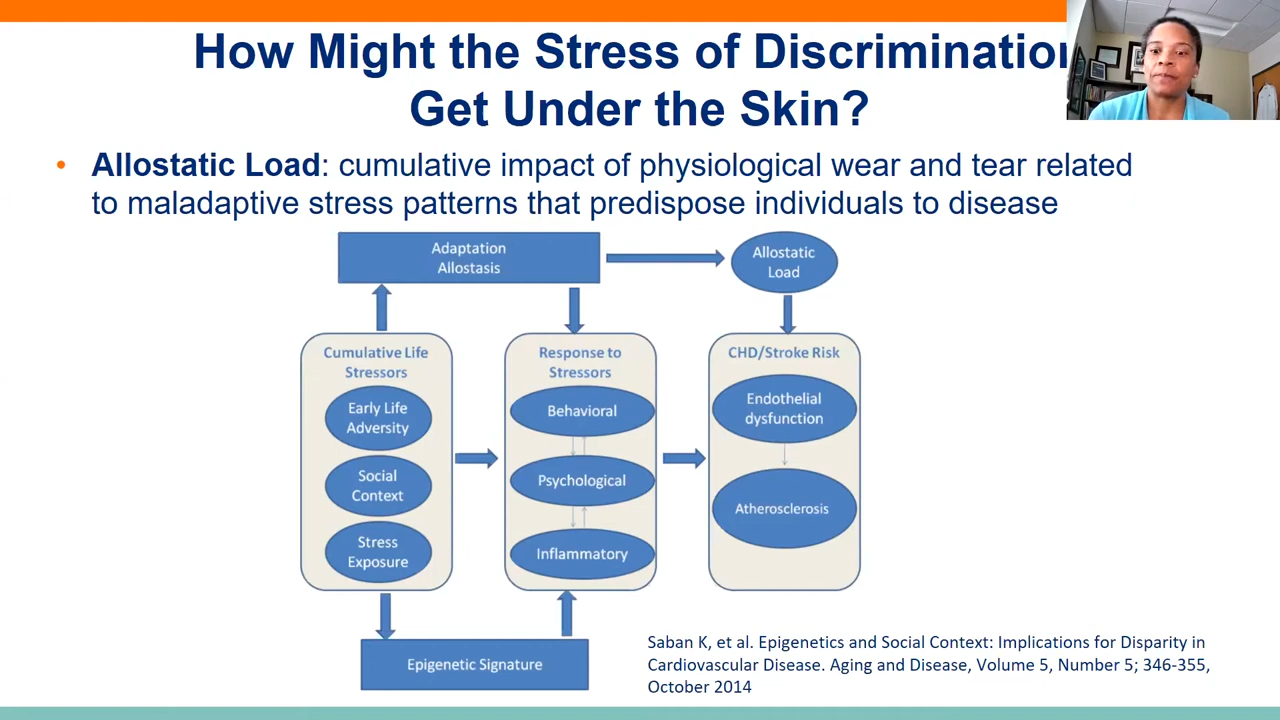 How Might the Stress of Discrimination
Get Under the Skin?
• Allostatic Load: cumulative impact of physiological wear and tear related
to maladaptive stress patterns that predispose individuals to disease
Adaptation
Allostasis
Allostatic
Load
Cumulative Life
Stressors
Early Life
Adversity
Social
Context
Stress
Exposure
Response to
Stressors
Behavioral
Psychological
Inflammatory
CHD/Stroke Risk
Endothelial
dysfunction
Atherosclerosis
Epigenetic Signature
Saban K, et al. Epigenetics and Social Context: Implications for Disparity in
Cardiovascular Disease. Aging and Disease, Volume 5, Number 5; 346-355,
October 2014